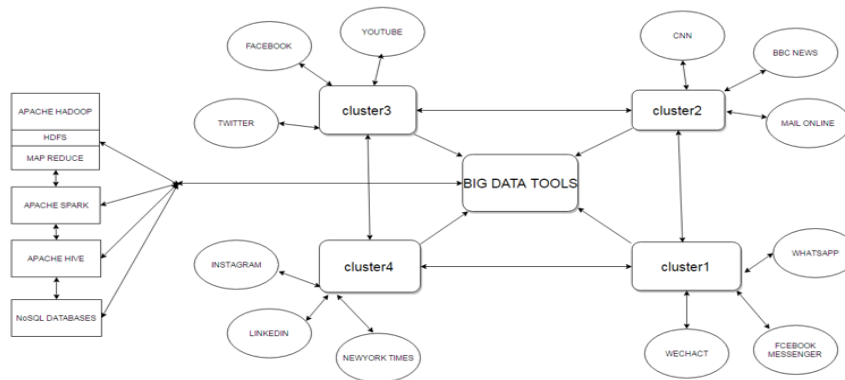 YOUTUBE
FACEBOOK
CNN
BBC NEWS
APACHE HADOOP
HDFS
MAP REDUCE
cluster3
cluster2
TWITTER
MAIL ONLINE
BIG DATA TOOLS
APACHE SPARK
APACHE HIVE
NoSQL DATABASES
INSTAGRAM
cluster4
cluster1
WHATSAPP
LINKEDIN
NEWYORK TIMES
WECHACT
FCEBOOK
MESSENGER